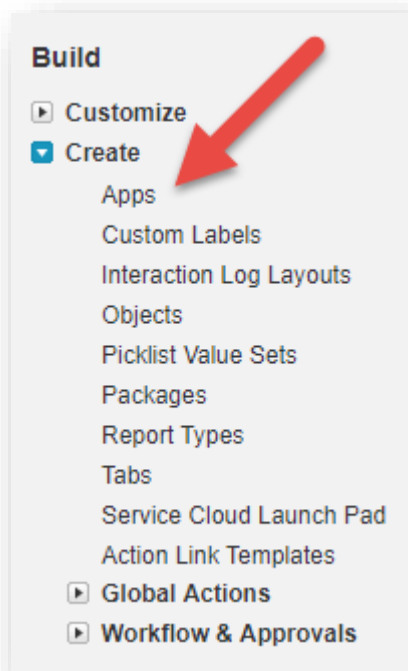 Build
Customize
Create
Apps
Custom Labels
Interaction Log Layouts
Objects
Picklist Value Sets
Packages
Report Types
Tabs
Service Cloud Launch Pad
Action Link Templates
Global Actions
Workflow & Approvals